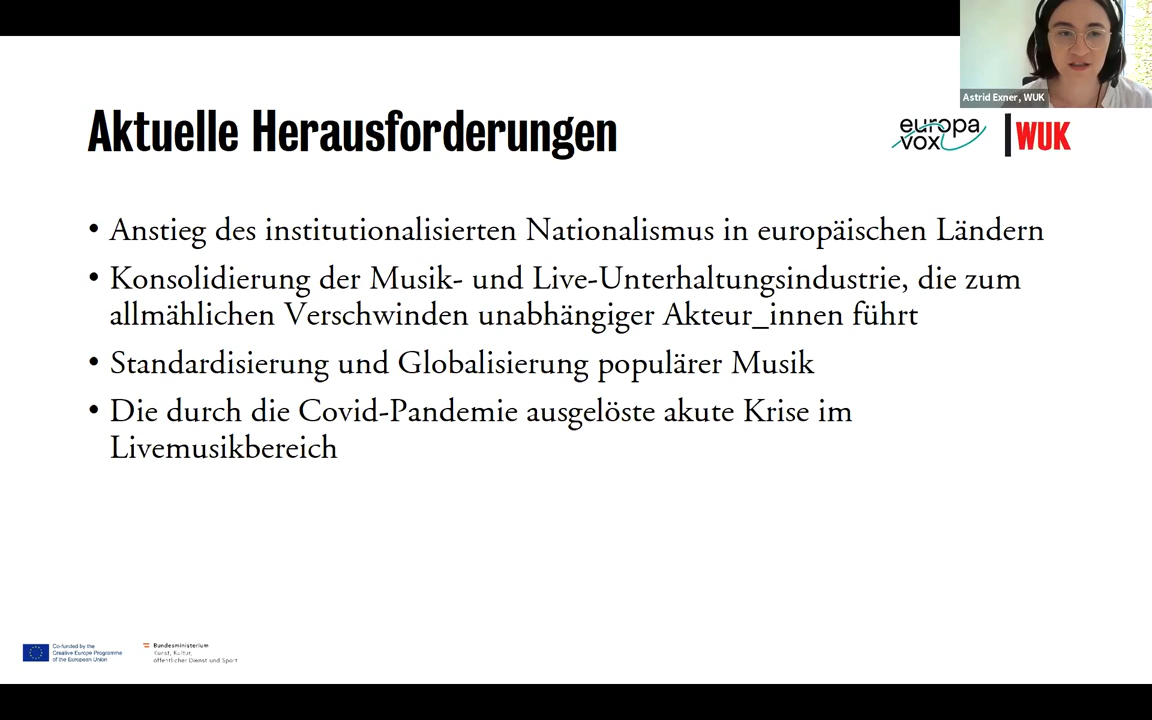 Astrid Exner, WUK
Aktuelle Herausforderungen
europa
vox
WUK
• Anstieg des institutionalisierten Nationalismus in europäischen Ländern
• Konsolidierung der Musik- und Live-Unterhaltungsindustrie, die zum
allmählichen Verschwinden unabhängiger Akteur_innen führt
• Standardisierung und Globalisierung populärer Musik
• Die durch die Covid-Pandemie ausgelöste akute Krise im
Livemusikbereich
Co-funded by the
Creative Europe Programme
of the European Union
Bundesministerium
Kunst, Kultur,
öffentlicher Dienst und Sport